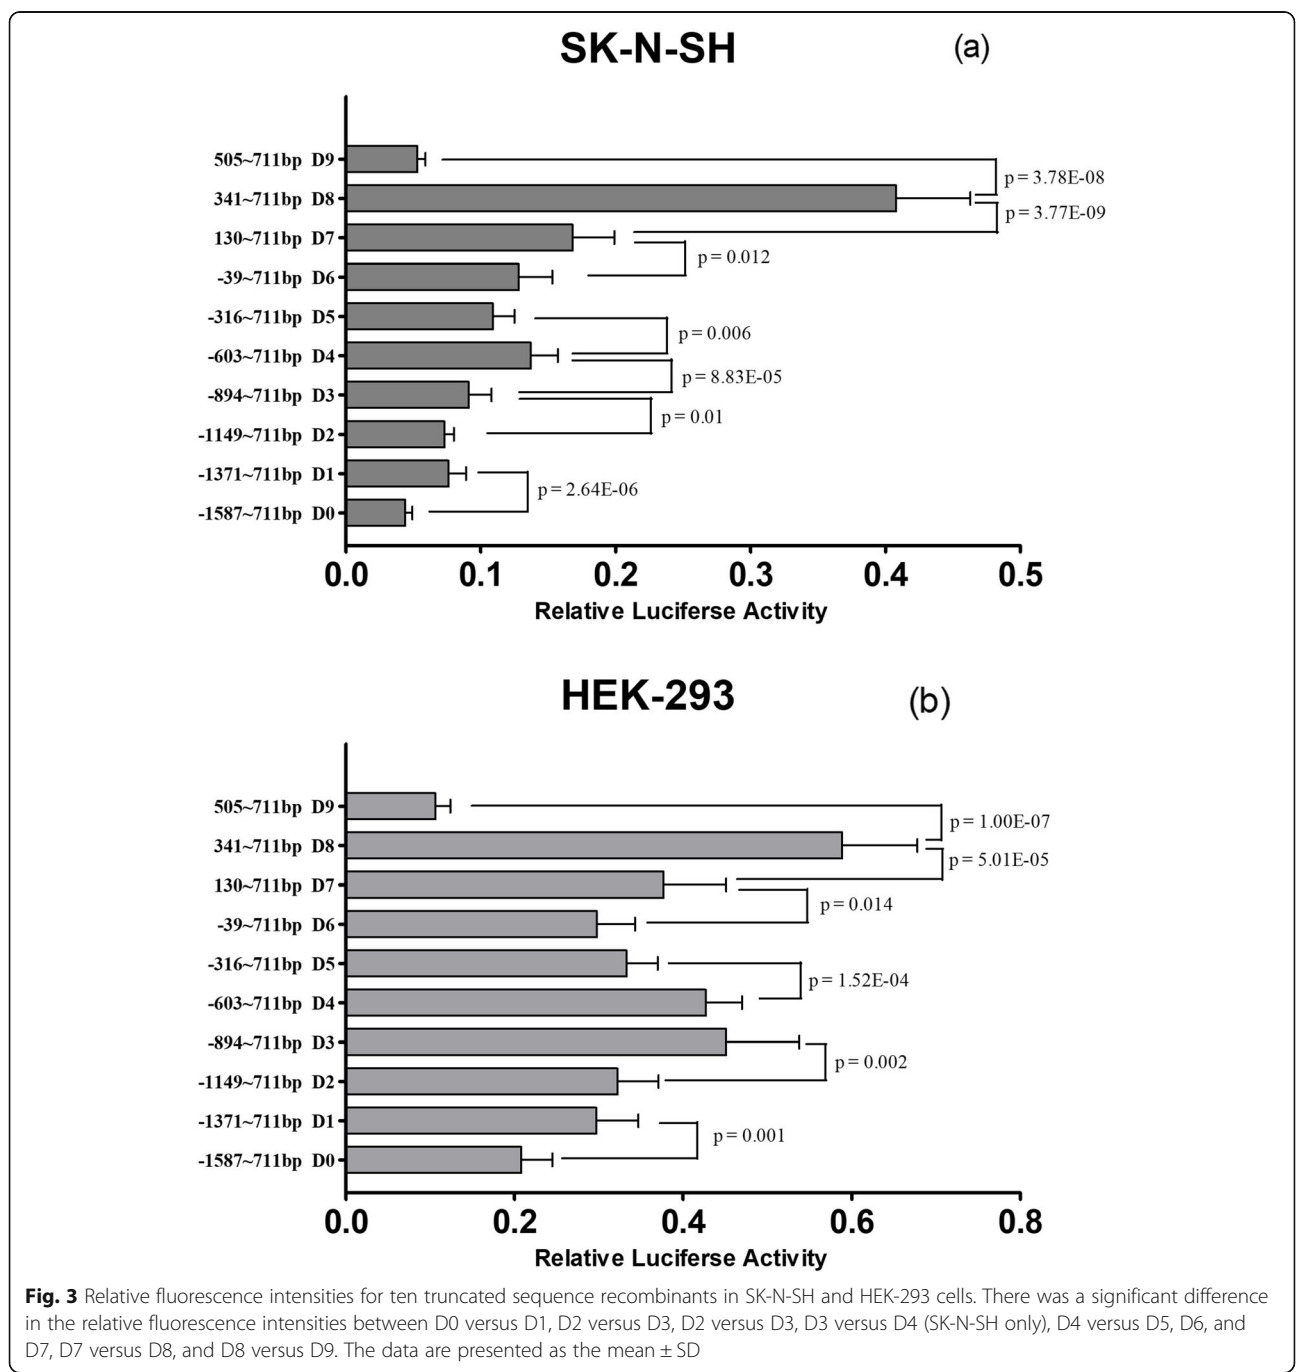 SK-N-SH (a)
505~711bp D9
p = 3.78E-08
341~711bp D8
p = 3.77E-09
130~711bp D7
p = 0.012
-39~711bp D6
-316~711bp D5
p = 0.006
-603~711bp D4
p = 8.83E-05
-894~711bp D3
p = 0.01
-1149~711bp D2
-1371~711bp D1
p = 2.64E-06
-1587~711bp D0
0.0 0.1 0.2 0.3 0.4 0.5
Relative Luciferse Activity
HEK-293 (b)
505~711bp D9
p = 1.00E-07
341~711bp D8
p = 5.01E-05
130~711bp D7
p = 0.014
-39~711bp D6
-316~711bp D5
p = 1.52E-04
-603~711bp D4
-894~711bp D3
p = 0.002
-1149~711bp D2
-1371~711bp D1
p = 0.001
-1587~711bp D0
0.0 0.2 0.4 0.6 0.8
Relative Luciferse Activity
Fig. 3 Relative fluorescence intensities for ten truncated sequence recombinants in SK-N-SH and HEK-293 cells. There was a significant difference
in the relative fluorescence intensities between D0 versus D1, D2 versus D3, D2 versus D3, D3 versus D4 (SK-N-SH only), D4 versus D5, D6, and
D7, D7 versus D8, and D8 versus D9. The data are presented as the mean ± SD